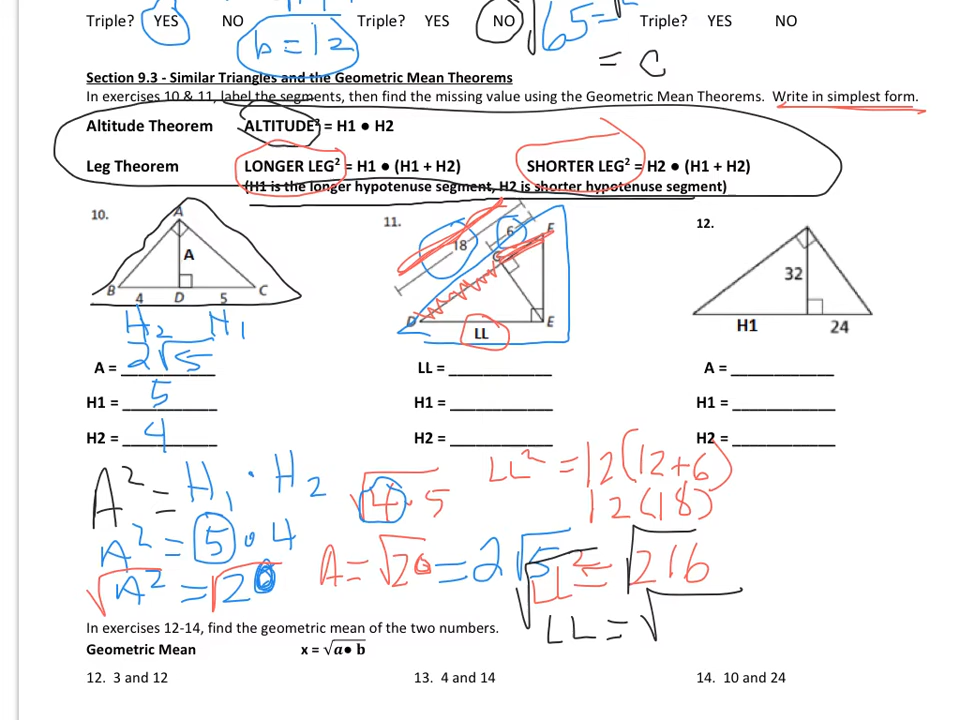 Triple? YES NO Triple? YES NO √65 = √ Triple? YES NO
b = 12
= C
Section 9.3 - Similar Triangles and the Geometric Mean Theorems
In exercises 10 & 11, label the segments, then find the missing value using the Geometric Mean Theorems. Write in simplest form.
Altitude Theorem ALTITUDE² = H1 ● H2
Leg Theorem LONGER LEG² = H1 ● (H1 + H2) SHORTER LEG² = H2 ● (H1 + H2)
(H1 is the longer hypotenuse segment, H2 is shorter hypotenuse segment)
10. 11. 12.
A
A
B 4 D 5 C
H2 H1
18 6 F
G
D E
LL
32
H1 24
A = 2√5 LL = ___________ A = ___________
H1 = 5 H1 = ___________ H1 = ___________
H2 = 4 H2 = ___________ H2 = ___________
A² = H1 · H2 √4·5 LL² = 12(12+6)
12(18)
A² = 5 · 4
√A² = √20 A = √20 = 2√5 √LL² = √216
LL = √
In exercises 12-14, find the geometric mean of the two numbers.
Geometric Mean x = √a● b
12. 3 and 12 13. 4 and 14 14. 10 and 24